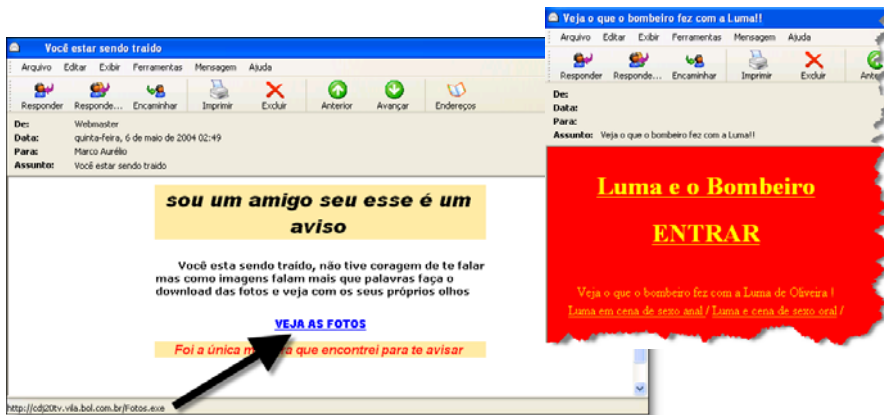 Você estar sendo traido
Arquivo Editar Exibir Ferramentas Mensagem Ajuda
Responder Responde... Encaminhar Imprimir Excluir Anterior Avançar Endereços
De: Webmaster
Data: quinta-feira, 6 de maio de 2004 02:49
Para: Marco Aurélio
Assunto: Você estar sendo traido
sou um amigo seu esse é um
aviso
Você esta sendo traído, não tive coragem de te falar
mas como imagens falam mais que palavras faça o
download das fotos e veja com os seus próprios olhos
VEJA AS FOTOS
Foi a única que encontrei para te avisar
http://cdj20tv.vila.bol.com.br/Fotos.exe
Veja o que o bombeiro fez com a Luma!!
Arquivo Editar Exibir Ferramentas Mensagem Ajuda
Responder Responde... Encaminhar Imprimir Excluir
De:
Data:
Para:
Assunto: Veja o que o bombeiro fez com a Luma!!
Luma e o Bombeiro
ENTRAR
Veja o que o bombeiro fez com a Luma de Oliveira !
Luma em cena de sexo anal / Luma e cena de sexo oral /